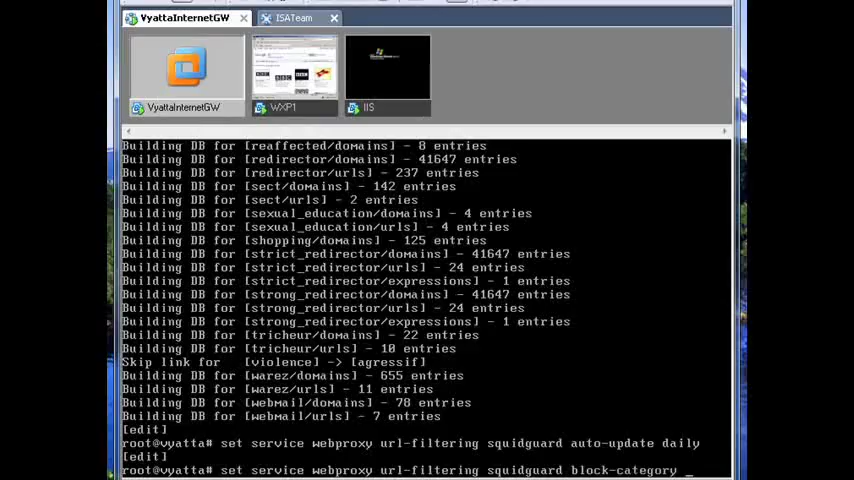 VyattaInternetGW
ISATeam
VyattaInternetGW
WXP1
IIS
Building DB for [reaffected/domains] - 8 entries
Building DB for [redirector/domains] - 41647 entries
Building DB for [redirector/urls] - 237 entries
Building DB for [sect/domains] - 142 entries
Building DB for [sect/urls] - 2 entries
Building DB for [sexual_education/domains] - 4 entries
Building DB for [sexual_education/urls] - 4 entries
Building DB for [shopping/domains] - 125 entries
Building DB for [strict_redirector/domains] - 41647 entries
Building DB for [strict_redirector/urls] - 24 entries
Building DB for [strict_redirector/expressions] - 1 entries
Building DB for [strong_redirector/domains] - 41647 entries
Building DB for [strong_redirector/urls] - 24 entries
Building DB for [strong_redirector/expressions] - 1 entries
Building DB for [tricheur/domains] - 22 entries
Building DB for [tricheur/urls] - 10 entries
Skip link for   [violence] -> [agressif]
Building DB for [warez/domains] - 655 entries
Building DB for [warez/urls] - 11 entries
Building DB for [webmail/domains] - 78 entries
Building DB for [webmail/urls] - 7 entries
[edit]
root@vyatta# set service webproxy url-filtering squidguard auto-update daily
[edit]
root@vyatta# set service webproxy url-filtering squidguard block-category _